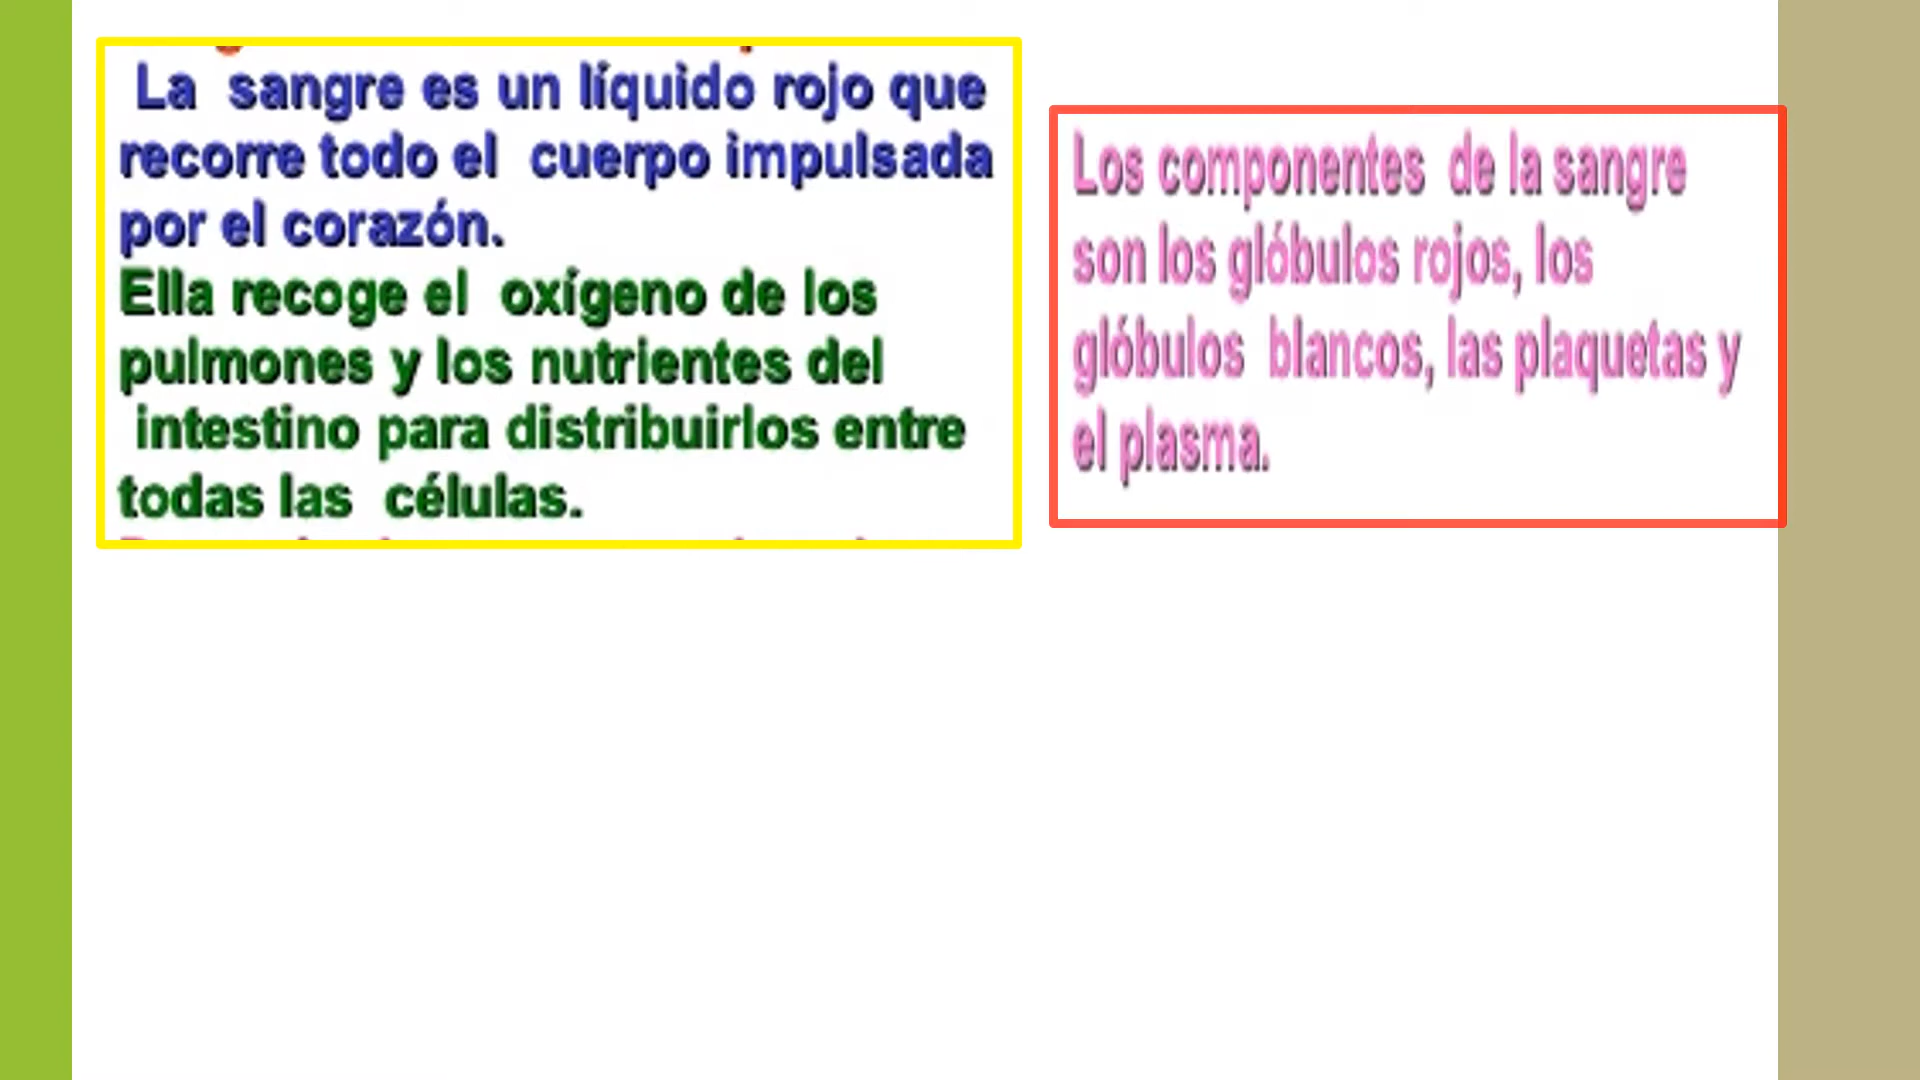 La sangre es un líquido rojo que
recorre todo el cuerpo impulsada
por el corazón.
Ella recoge el oxígeno de los
pulmones y los nutrientes del
intestino para distribuirlos entre
todas las células.
Los componentes de la sangre
son los glóbulos rojos, los
glóbulos blancos, las plaquetas y
el plasma.